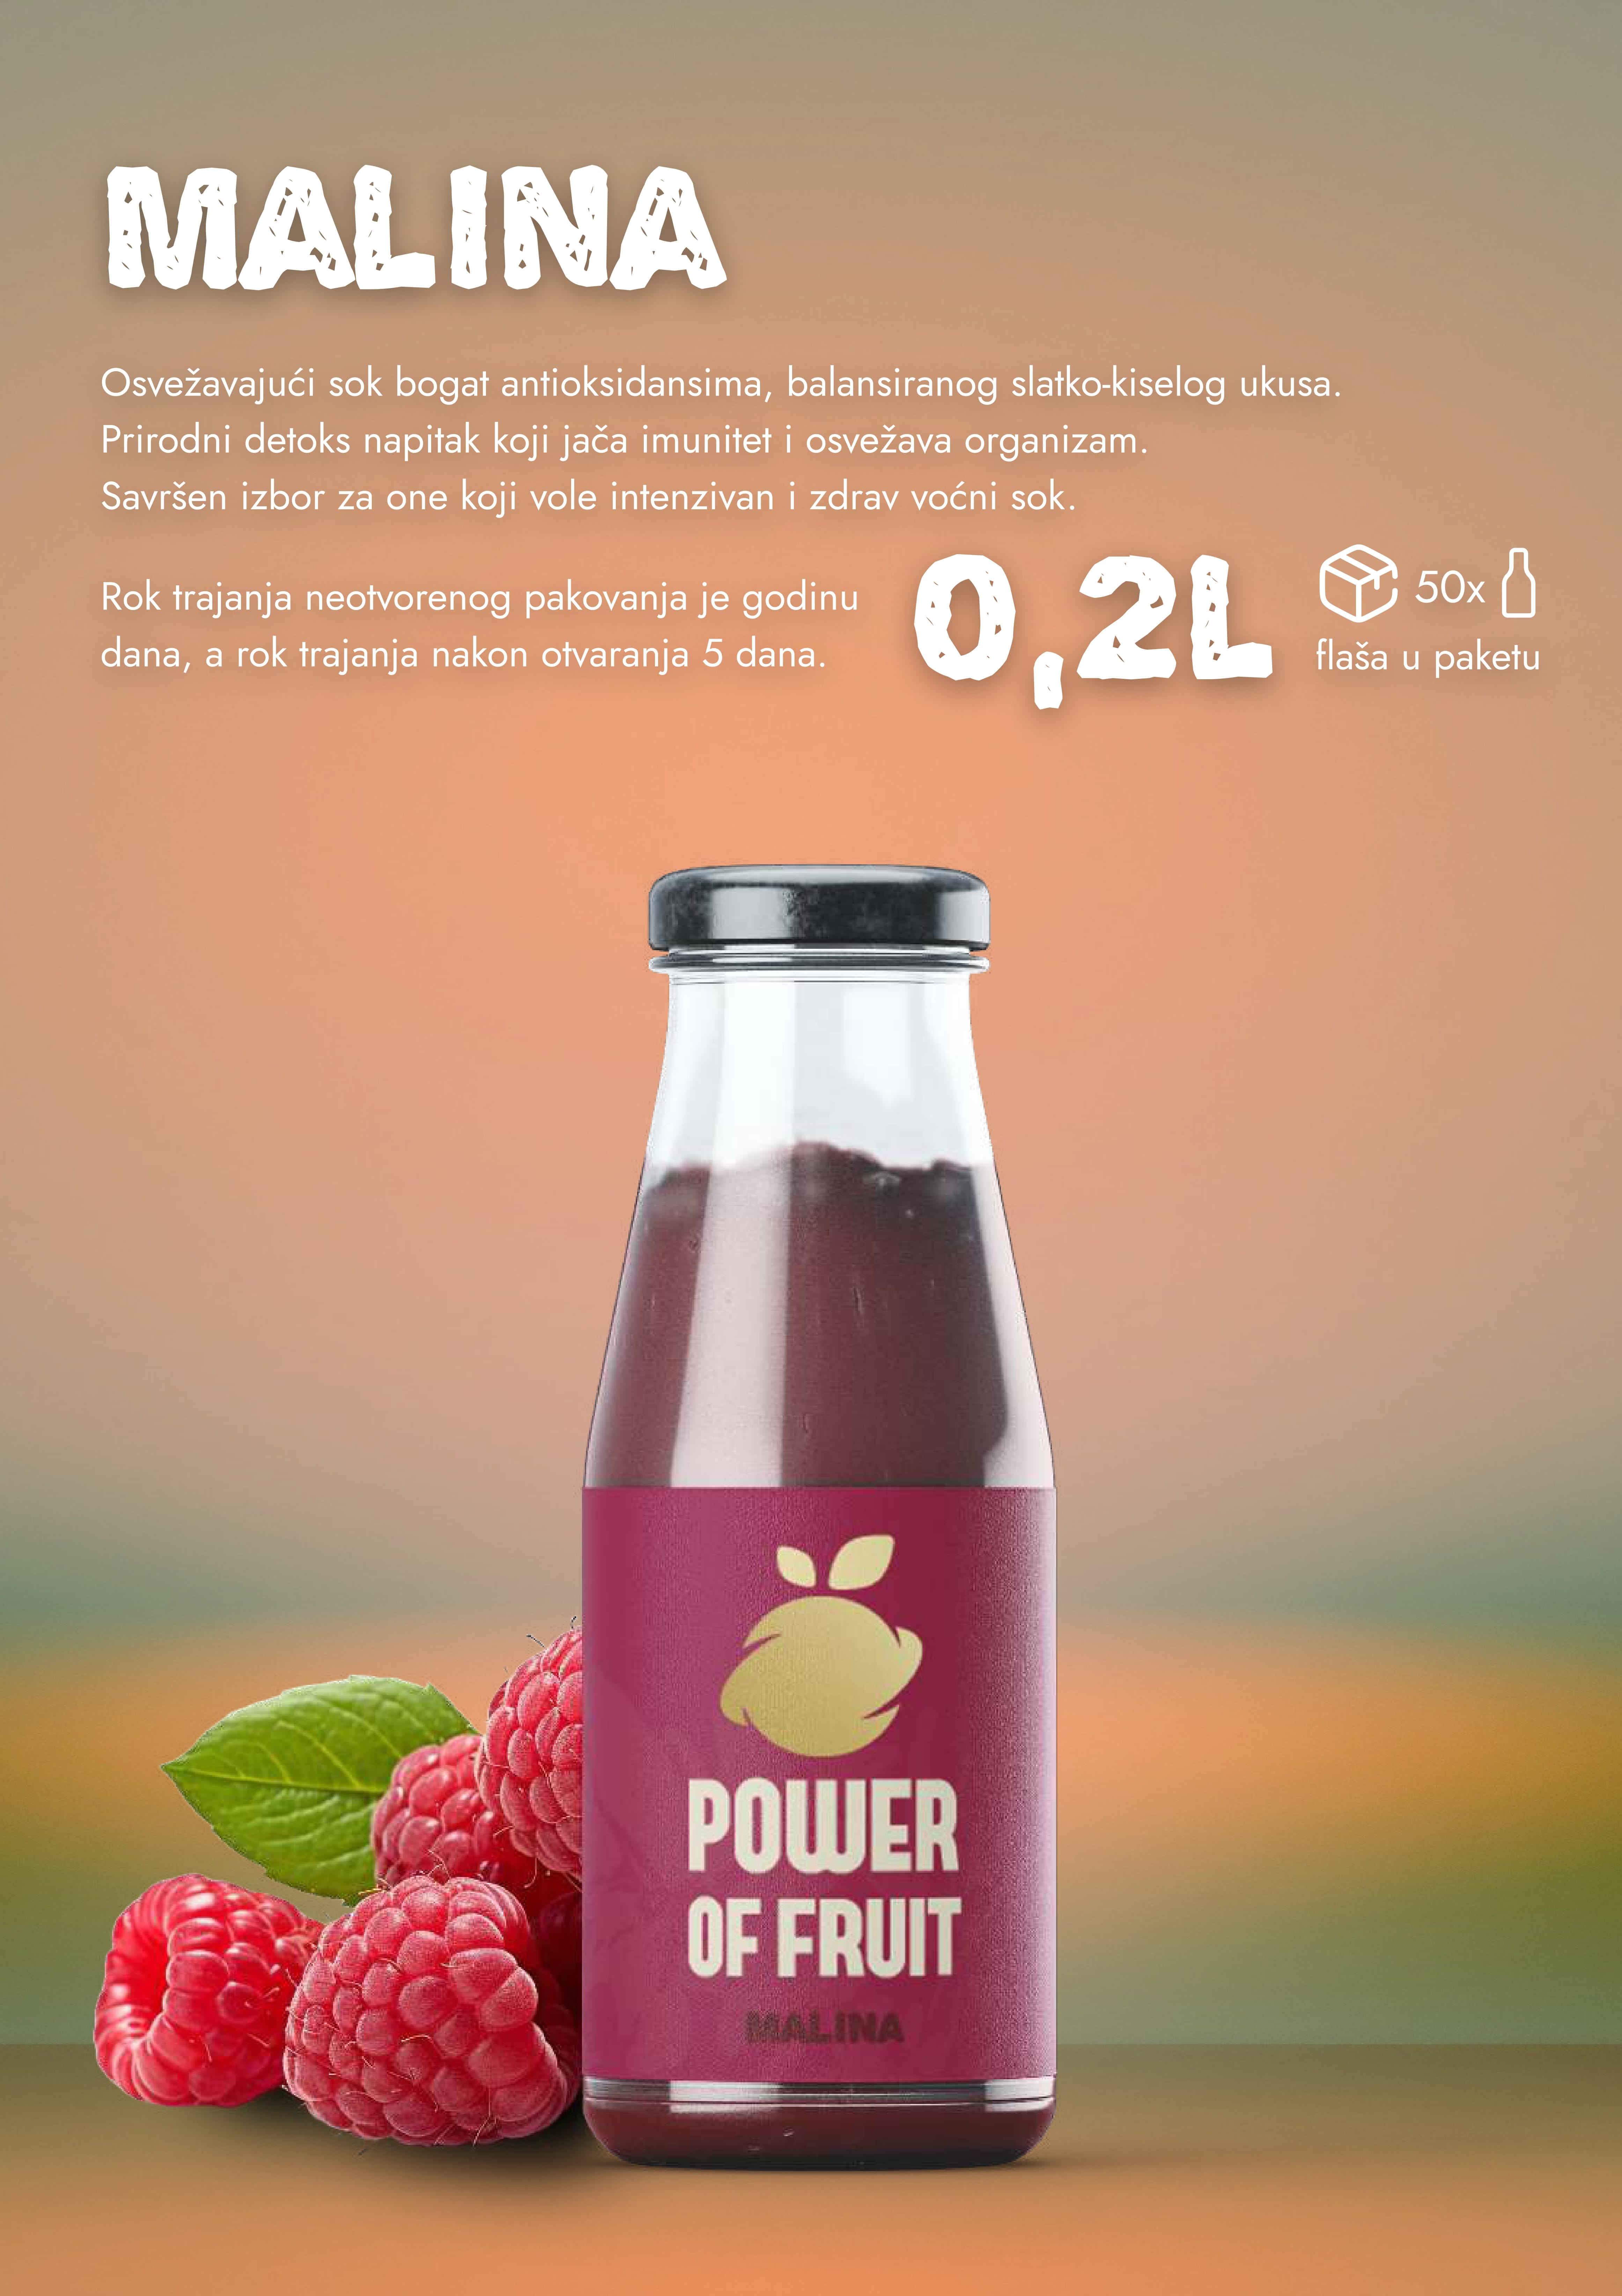 MALINA
Osvežavajući sok bogat antioksidansima, balansiranog slatko-kiselog ukusa.
Prirodni detoks napitak koji jača imunitet i osvežava organizam.
Savršen izbor za one koji vole intenzivan i zdrav voćni sok.
Rok trajanja neotvorenog pakovanja je godinu
dana, a rok trajanja nakon otvaranja 5 dana.
0,2L
50x
flaša u paketu
POWER
OF FRUIT
MALINA